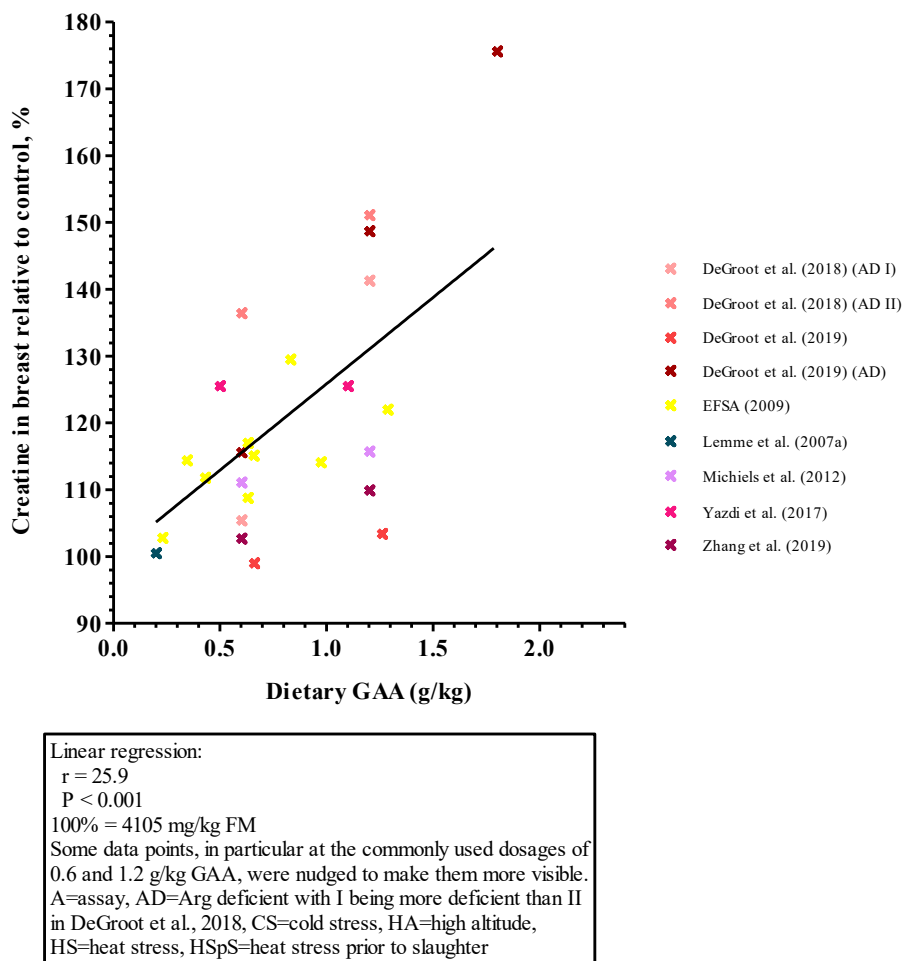 180
170
160
150
140
130
120
110
100
90
Creatine in breast relative to control, %
0.0 0.5 1.0 1.5 2.0
Dietary GAA (g/kg)
DeGroot et al. (2018) (AD I)
DeGroot et al. (2018) (AD II)
DeGroot et al. (2019)
DeGroot et al. (2019) (AD)
EFSA (2009)
Lemme et al. (2007a)
Michiels et al. (2012)
Yazdi et al. (2017)
Zhang et al. (2019)
Linear regression:
r = 25.9
P < 0.001
100% = 4105 mg/kg FM
Some data points, in particular at the commonly used dosages of
0.6 and 1.2 g/kg GAA, were nudged to make them more visible.
A=assay, AD=Arg deficient with I being more deficient than II
in DeGroot et al., 2018, CS=cold stress, HA=high altitude,
HS=heat stress, HSpS=heat stress prior to slaughter